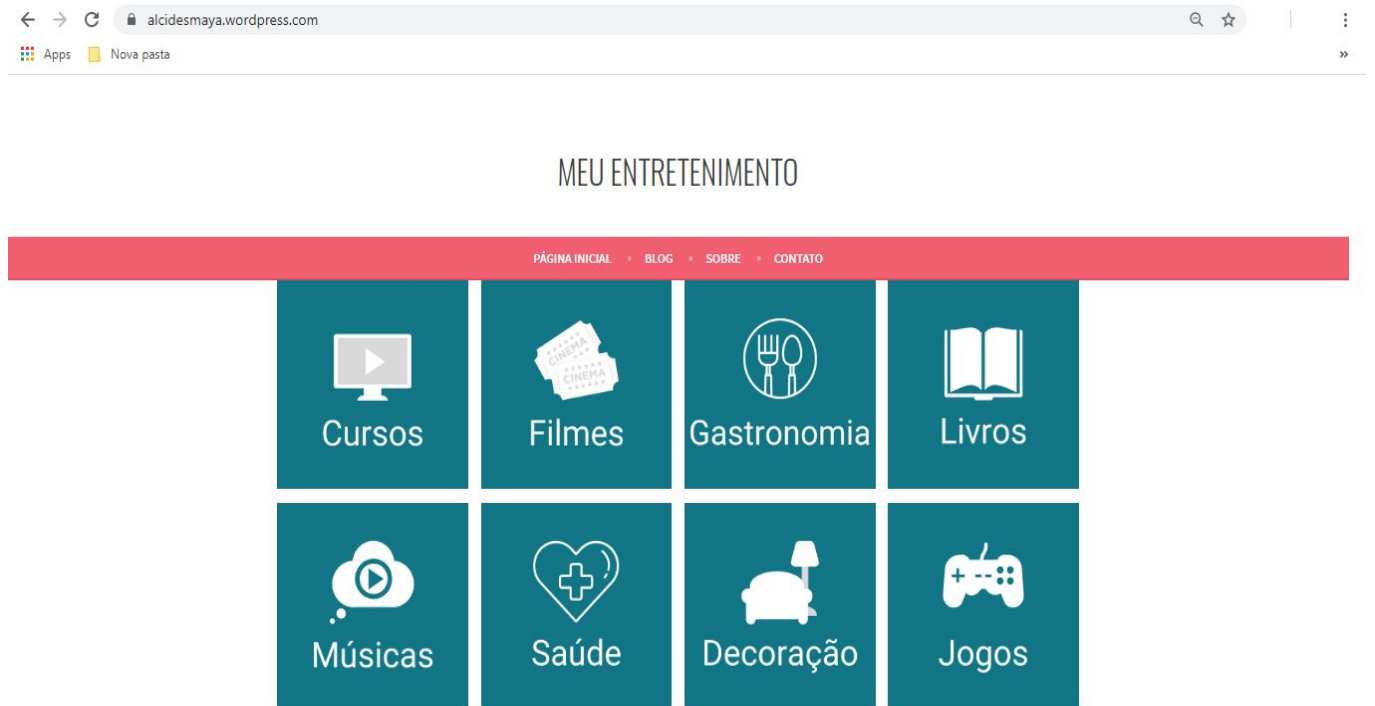 alcidesmaya.wordpress.com
Apps Nova pasta »
MEU ENTRETENIMENTO
PÁGINA INICIAL • BLOG • SOBRE • CONTATO
CINEMA
CINEMA
Cursos Filmes Gastronomia Livros
Músicas Saúde Decoração Jogos